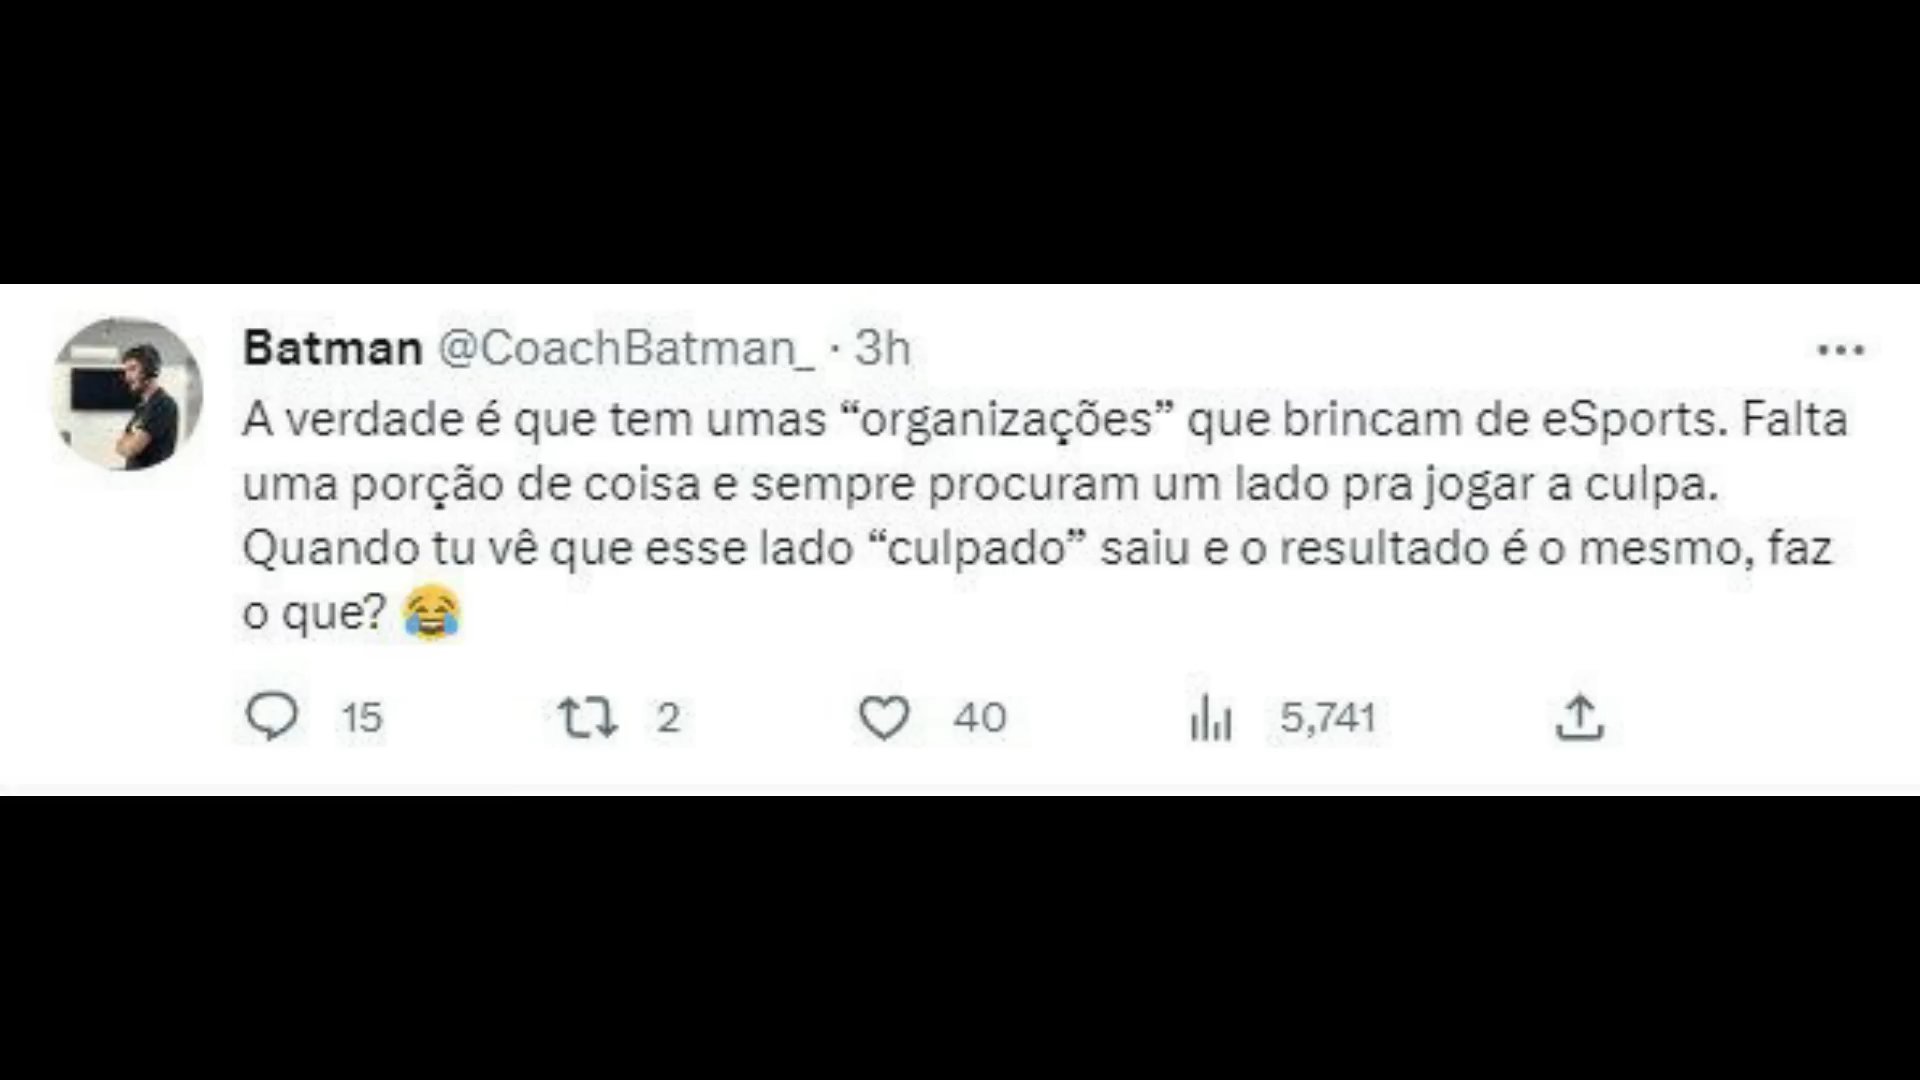 Batman @CoachBatman_ · 3h
A verdade é que tem umas “organizações” que brincam de eSports. Falta
uma porção de coisa e sempre procuram um lado pra jogar a culpa.
Quando tu vê que esse lado “culpado” saiu e o resultado é o mesmo, faz
o que? 😂
15 2 40 5,741